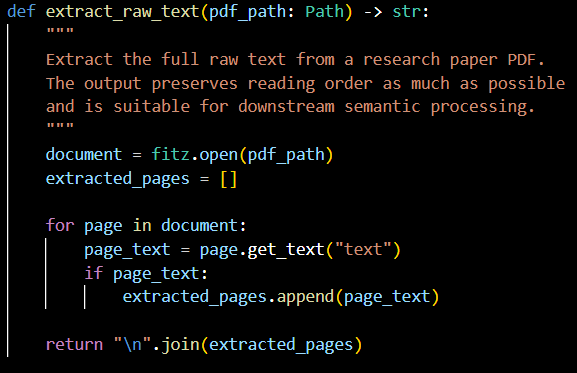 def extract_raw_text(pdf_path: Path) -> str:
    """
    Extract the full raw text from a research paper PDF.
    The output preserves reading order as much as possible
    and is suitable for downstream semantic processing.
    """
    document = fitz.open(pdf_path)
    extracted_pages = []

    for page in document:
        page_text = page.get_text("text")
        if page_text:
            extracted_pages.append(page_text)

    return "\n".join(extracted_pages)